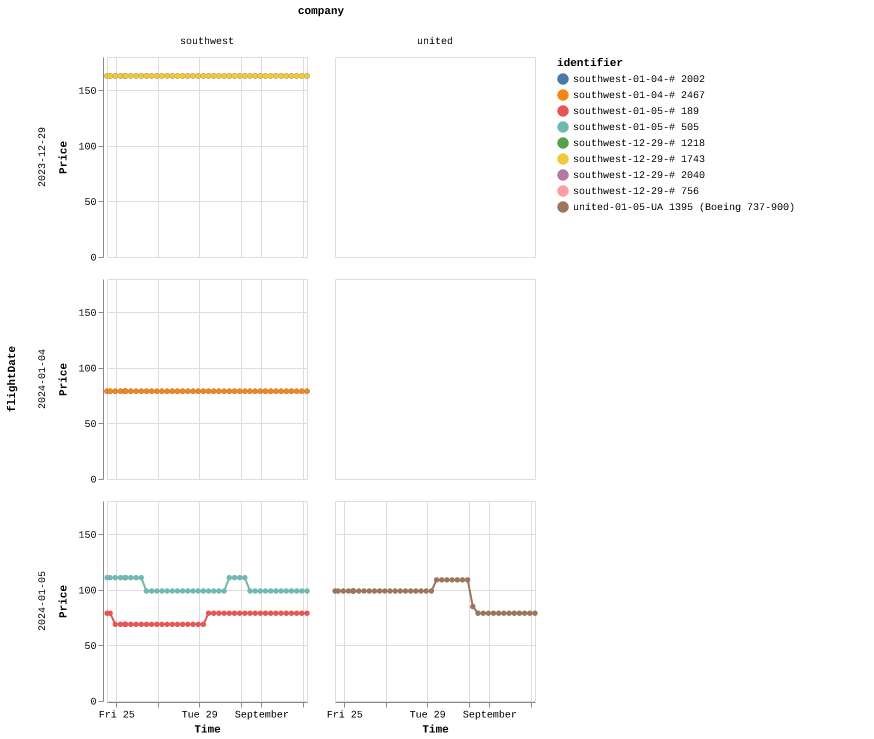 company
southwest
united
identifier
southwest-01-04-# 2002
southwest-01-04-# 2467
southwest-01-05-# 189
southwest-01-05-# 505
southwest-12-29-# 1218
southwest-12-29-# 1743
southwest-12-29-# 2040
southwest-12-29-# 756
united-01-05-UA 1395 (Boeing 737-900)
flightDate
2023-12-29
Price
150
100
50
0
2024-01-04
Price
150
100
50
0
2024-01-05
Price
150
100
50
0
Fri 25 Tue 29 September
Time
Fri 25 Tue 29 September
Time